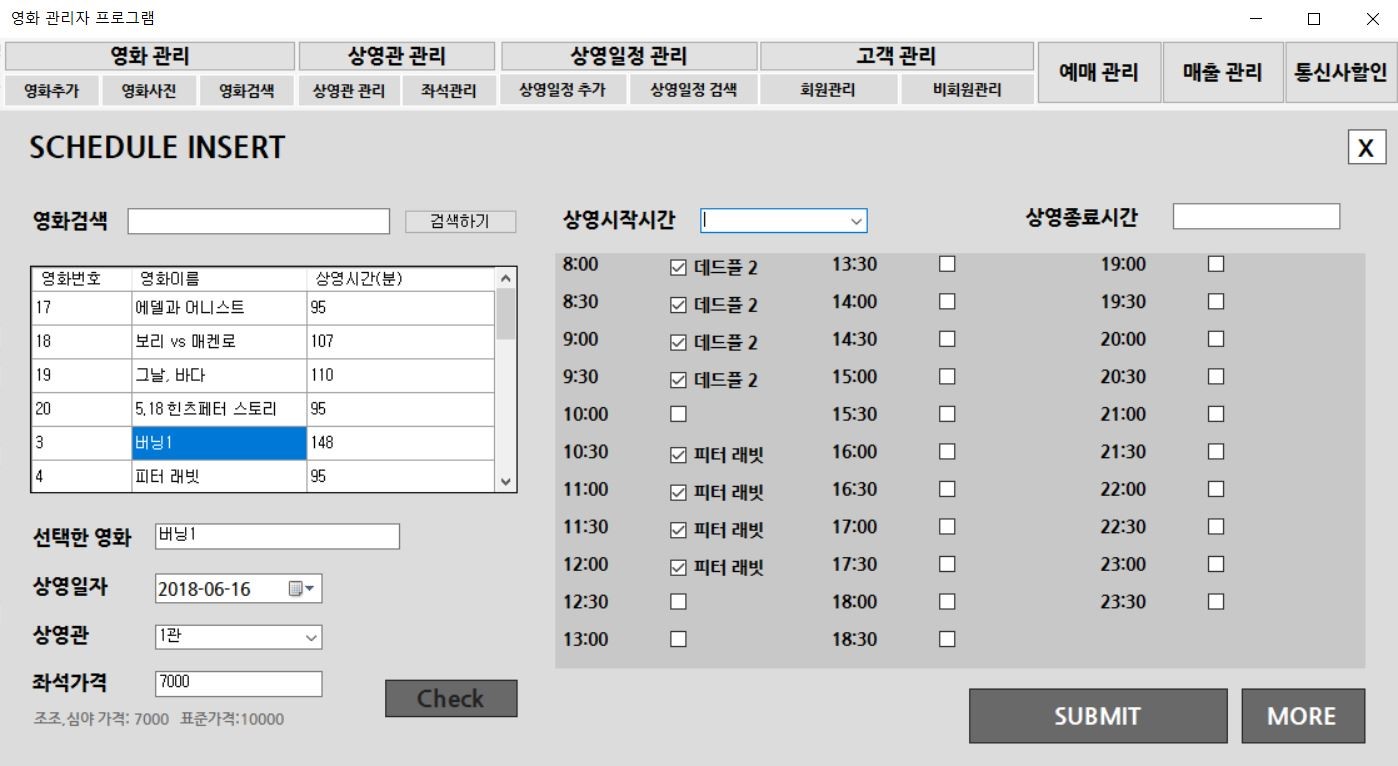 영화 관리자 프로그램
영화 관리 상영관 관리 상영일정 관리 고객 관리 예매 관리 매출 관리 통신사할인
영화추가 영화사진 영화검색 상영관 관리 좌석관리 상영일정 추가 상영일정 검색 회원관리 비회원관리
SCHEDULE INSERT X
영화검색 검색하기 상영시작시간 상영종료시간
영화번호 영화이름 상영시간(분)
17 에델과 어니스트 95
18 보리 vs 매켄로 107
19 그날, 바다 110
20 5.18 힌츠페터 스토리 95
3 버닝1 148
4 피터 래빗 95
선택한 영화 버닝1
상영일자 2018-06-16
상영관 1관
좌석가격 7000
조조,심야 가격: 7000 표준가격:10000
Check
8:00 데드풀 2 13:30 19:00
8:30 데드풀 2 14:00 19:30
9:00 데드풀 2 14:30 20:00
9:30 데드풀 2 15:00 20:30
10:00 15:30 21:00
10:30 피터 래빗 16:00 21:30
11:00 피터 래빗 16:30 22:00
11:30 피터 래빗 17:00 22:30
12:00 피터 래빗 17:30 23:00
12:30 18:00 23:30
13:00 18:30
SUBMIT MORE